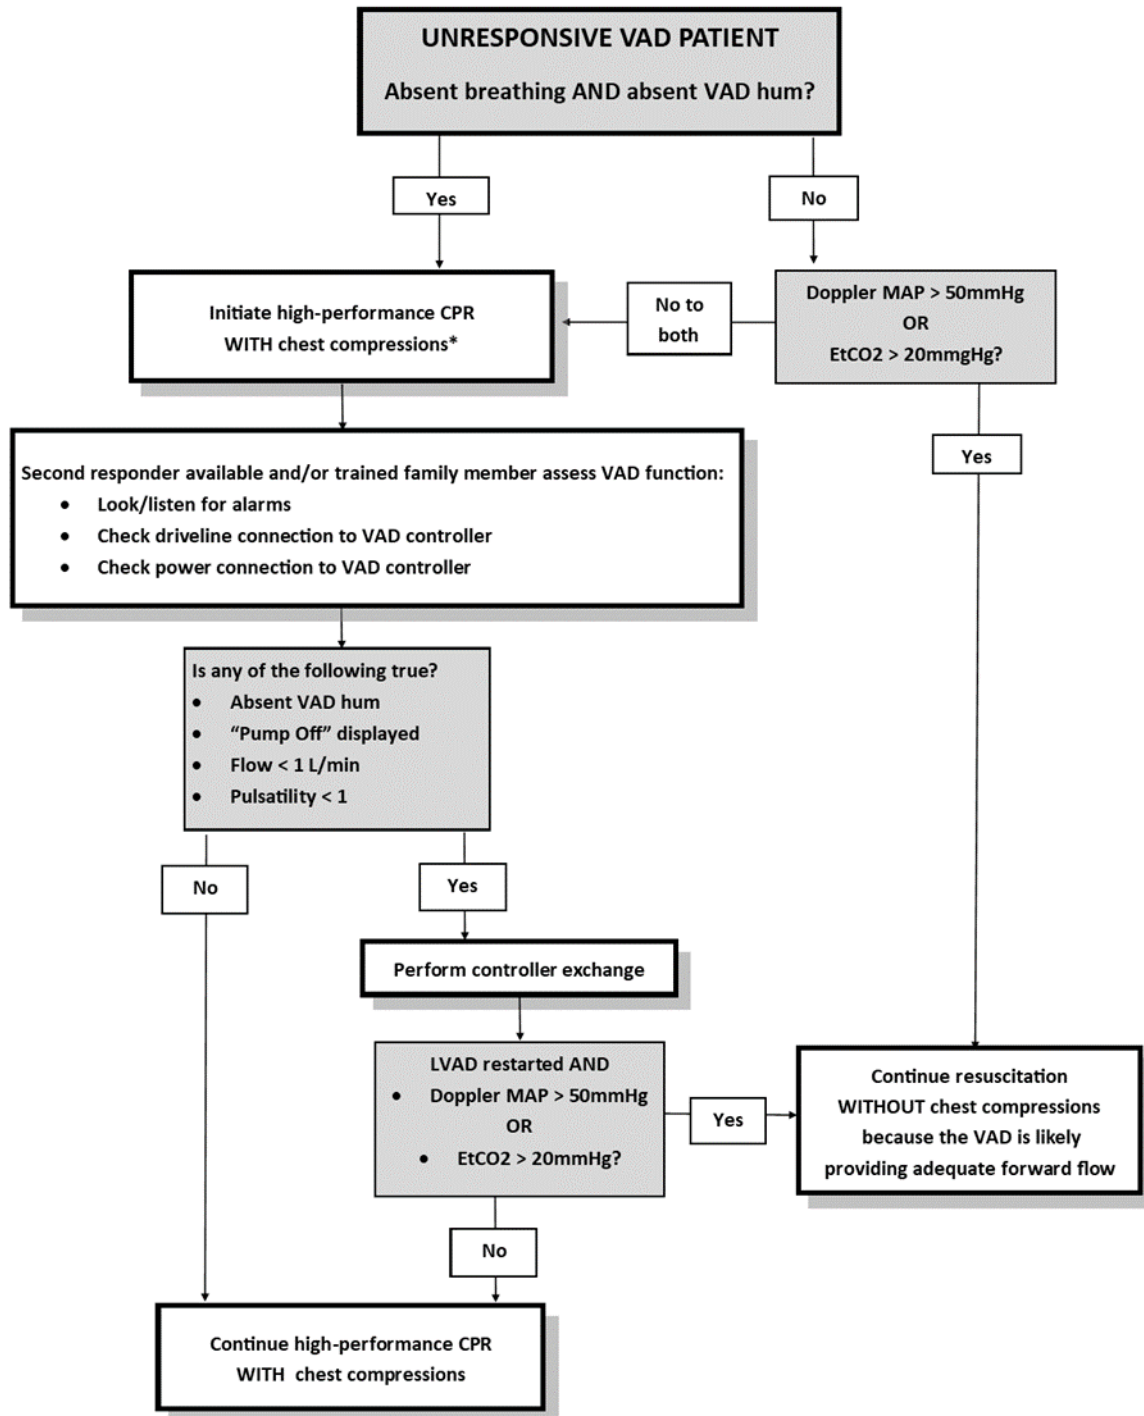 UNRESPONSIVE VAD PATIENT
Absent breathing AND absent VAD hum?
Yes
No
Initiate high-performance CPR
WITH chest compressions*
No to
both
Doppler MAP > 50mmHg
OR
EtCO2 > 20mmgHg?
Yes
Second responder available and/or trained family member assess VAD function:
• Look/listen for alarms
• Check driveline connection to VAD controller
• Check power connection to VAD controller
Is any of the following true?
• Absent VAD hum
• “Pump Off” displayed
• Flow < 1 L/min
• Pulsatility < 1
No
Yes
Perform controller exchange
LVAD restarted AND
• Doppler MAP > 50mmHg
OR
• EtCO2 > 20mmHg?
Yes
Continue resuscitation
WITHOUT chest compressions
because the VAD is likely
providing adequate forward flow
No
Continue high-performance CPR
WITH chest compressions